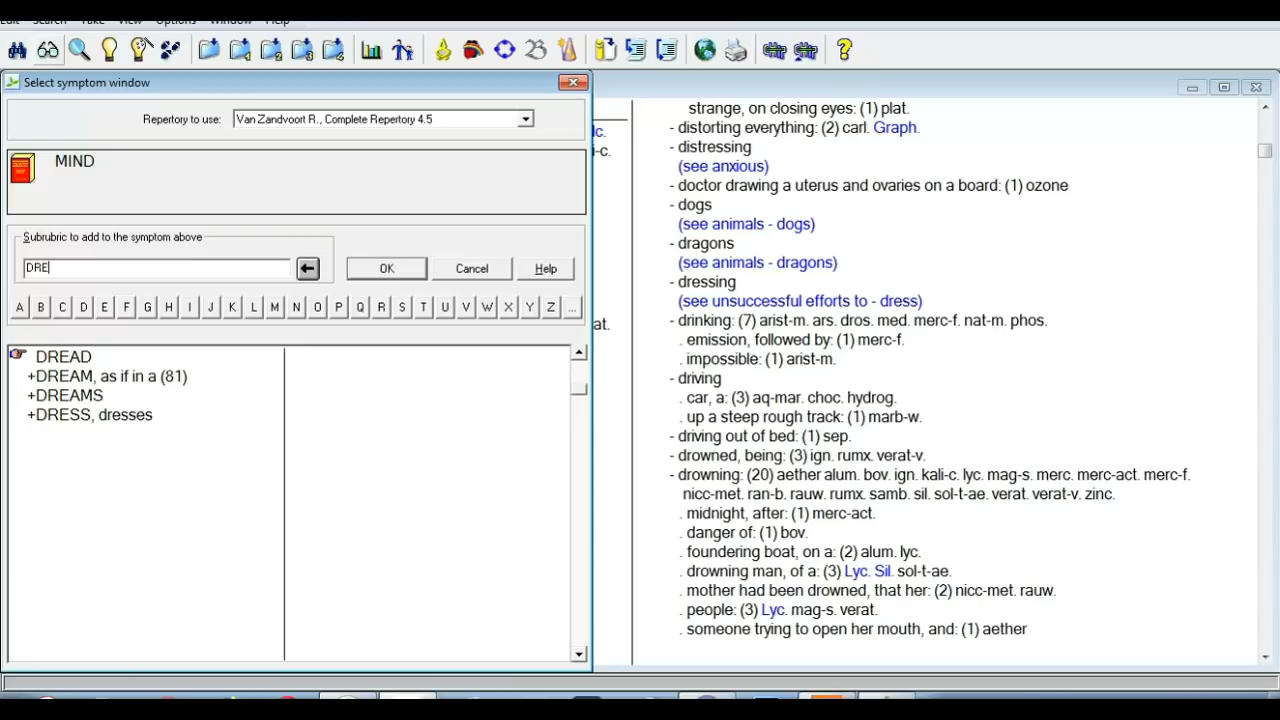 Edit Search Take View Options Window Help
Select symptom window
Repertory to use: Van Zandvoort R., Complete Repertory 4.5
MIND
Subrubric to add to the symptom above
DRE
OK Cancel Help
A B C D E F G H I J K L M N O P Q R S T U V W X Y Z ...
DREAD
+DREAM, as if in a (81)
+DREAMS
+DRESS, dresses
lc.
i-c.
at.
strange, on closing eyes: (1) plat.
- distorting everything: (2) carl. Graph.
- distressing
(see anxious)
- doctor drawing a uterus and ovaries on a board: (1) ozone
- dogs
(see animals - dogs)
- dragons
(see animals - dragons)
- dressing
(see unsuccessful efforts to - dress)
- drinking: (7) arist-m. ars. dros. med. merc-f. nat-m. phos.
. emission, followed by: (1) merc-f.
. impossible: (1) arist-m.
- driving
. car, a: (3) aq-mar. choc. hydrog.
. up a steep rough track: (1) marb-w.
- driving out of bed: (1) sep.
- drowned, being: (3) ign. rumx. verat-v.
- drowning: (20) aether alum. bov. ign. kali-c. lyc. mag-s. merc. merc-act. merc-f.
nicc-met. ran-b. rauw. rumx. samb. sil. sol-t-ae. verat. verat-v. zinc.
. midnight, after: (1) merc-act.
. danger of: (1) bov.
. foundering boat, on a: (2) alum. lyc.
. drowning man, of a: (3) Lyc. Sil. sol-t-ae.
. mother had been drowned, that her: (2) nicc-met. rauw.
. people: (3) Lyc. mag-s. verat.
. someone trying to open her mouth, and: (1) aether